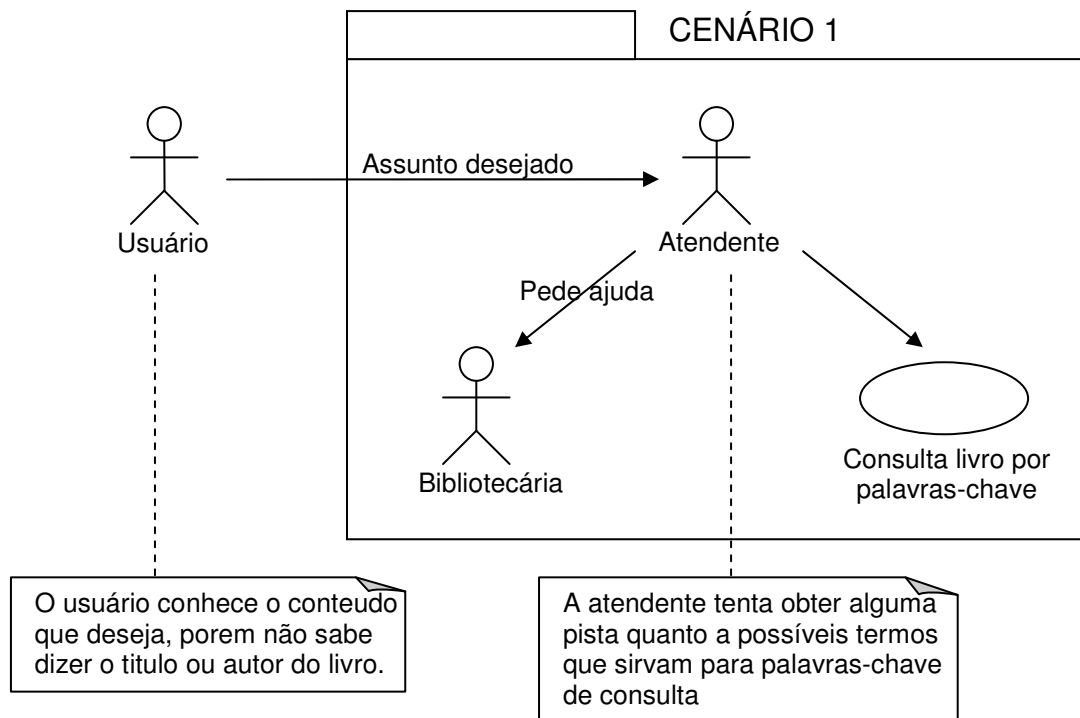 CENÁRIO 1
Assunto desejado
Usuário
Atendente
Pede ajuda
Bibliotecária
Consulta livro por
palavras-chave
O usuário conhece o conteudo
que deseja, porem não sabe
dizer o titulo ou autor do livro.
A atendente tenta obter alguma
pista quanto a possíveis termos
que sirvam para palavras-chave
de consulta